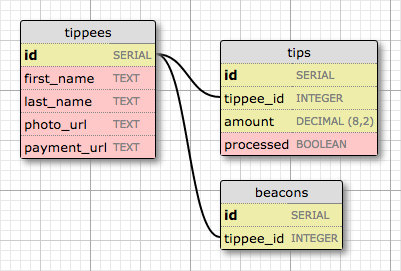 tippees
id SERIAL
first_name TEXT
last_name TEXT
photo_url TEXT
payment_url TEXT
tips
id SERIAL
tippee_id INTEGER
amount DECIMAL (8,2)
processed BOOLEAN
beacons
id SERIAL
tippee_id INTEGER